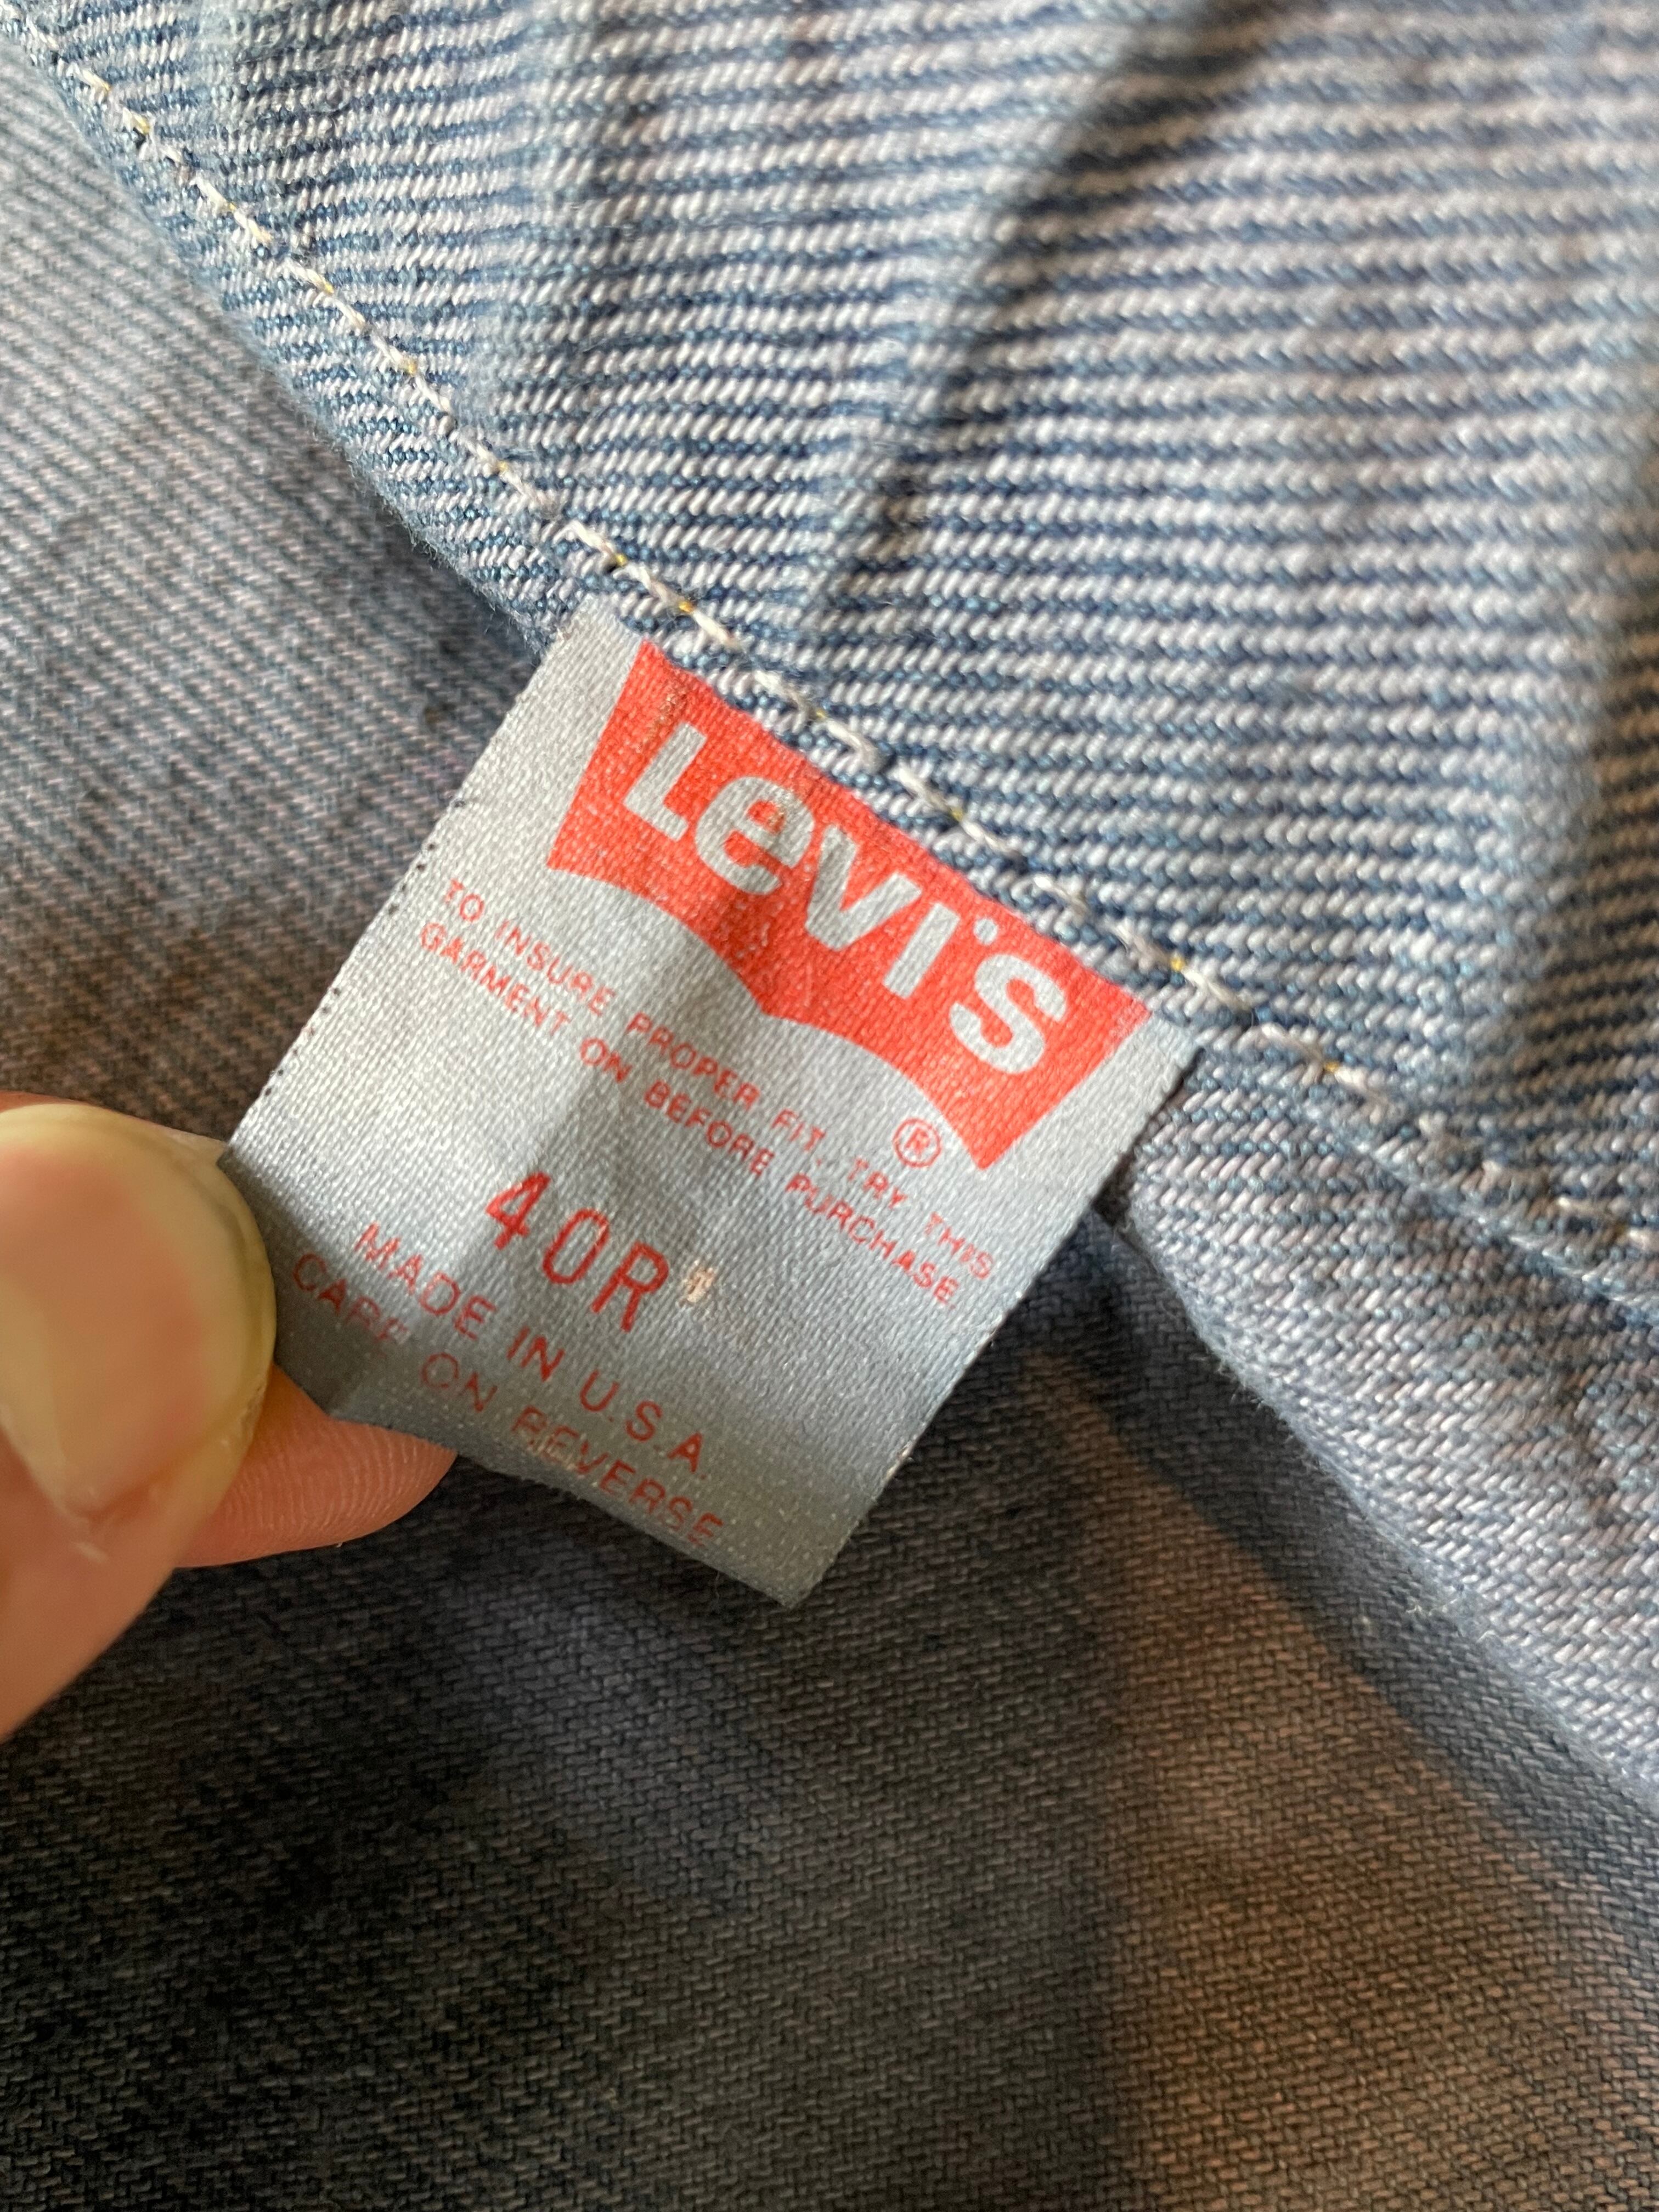 Levi's
®
TO INSURE PROPER FIT, TRY THIS
GARMENT ON BEFORE PURCHASE.
40R
MADE IN U.S.A.
CARE ON REVERSE